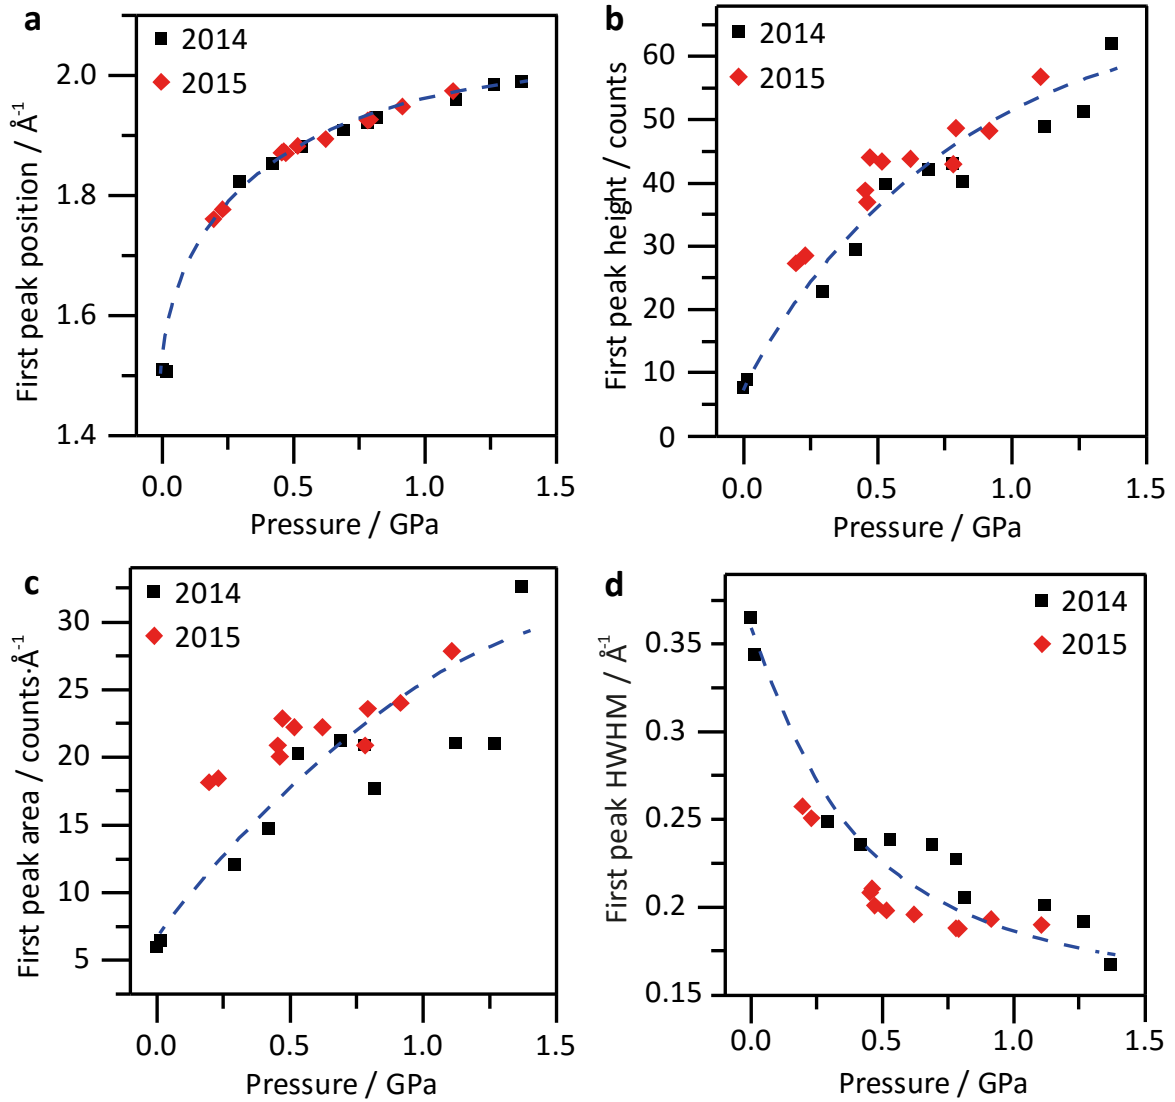 a
2014
2015
2.0
1.8
1.6
1.4
First peak position / Å⁻¹
0.0 0.5 1.0 1.5
Pressure / GPa
b
2014
2015
60
50
40
30
20
10
0
First peak height / counts
0.0 0.5 1.0 1.5
Pressure / GPa
c
2014
2015
30
25
20
15
10
5
First peak area / counts·Å⁻¹
0.0 0.5 1.0 1.5
Pressure / GPa
d
2014
2015
0.35
0.3
0.25
0.2
0.15
First peak HWHM / Å⁻¹
0.0 0.5 1.0 1.5
Pressure / GPa